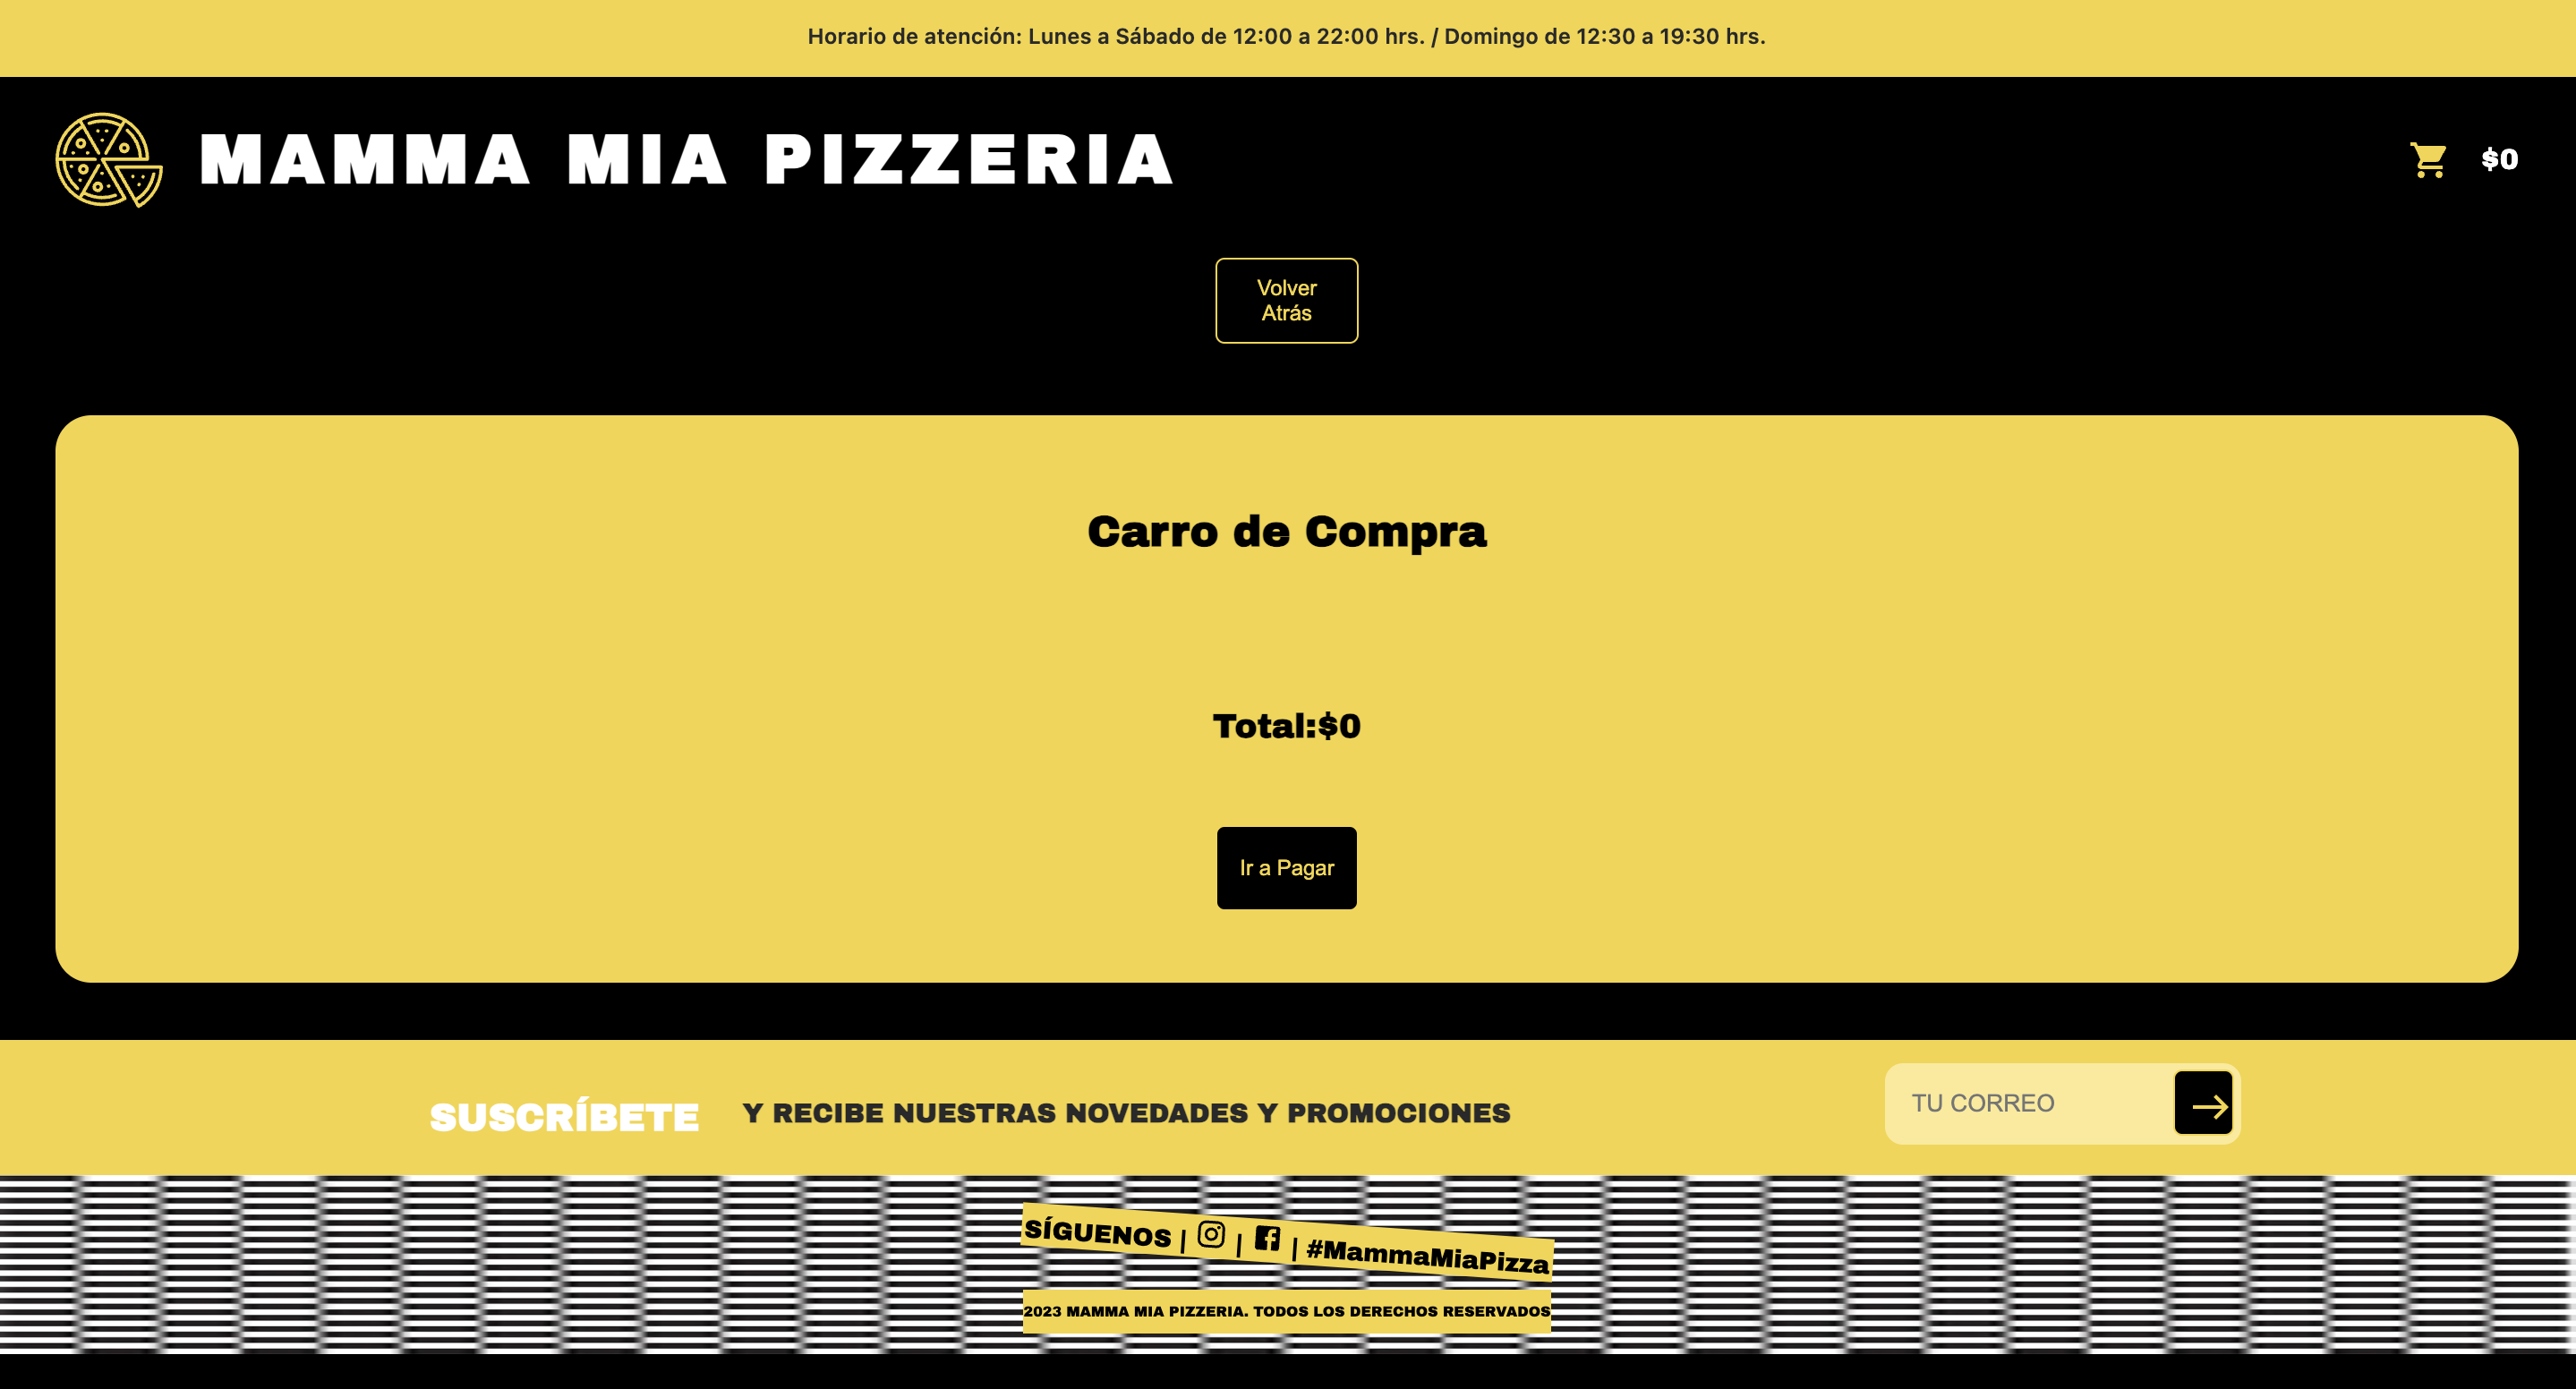 Horario de atención: Lunes a Sábado de 12:00 a 22:00 hrs. / Domingo de 12:30 a 19:30 hrs.
MAMMA MIA PIZZERIA
$0
Volver
Atrás
Carro de Compra
Total:$0
Ir a Pagar
SUSCRÍBETE Y RECIBE NUESTRAS NOVEDADES Y PROMOCIONES
TU CORREO
SÍGUENOS | | | #MammaMiaPizza
2023 MAMMA MIA PIZZERIA. TODOS LOS DERECHOS RESERVADOS